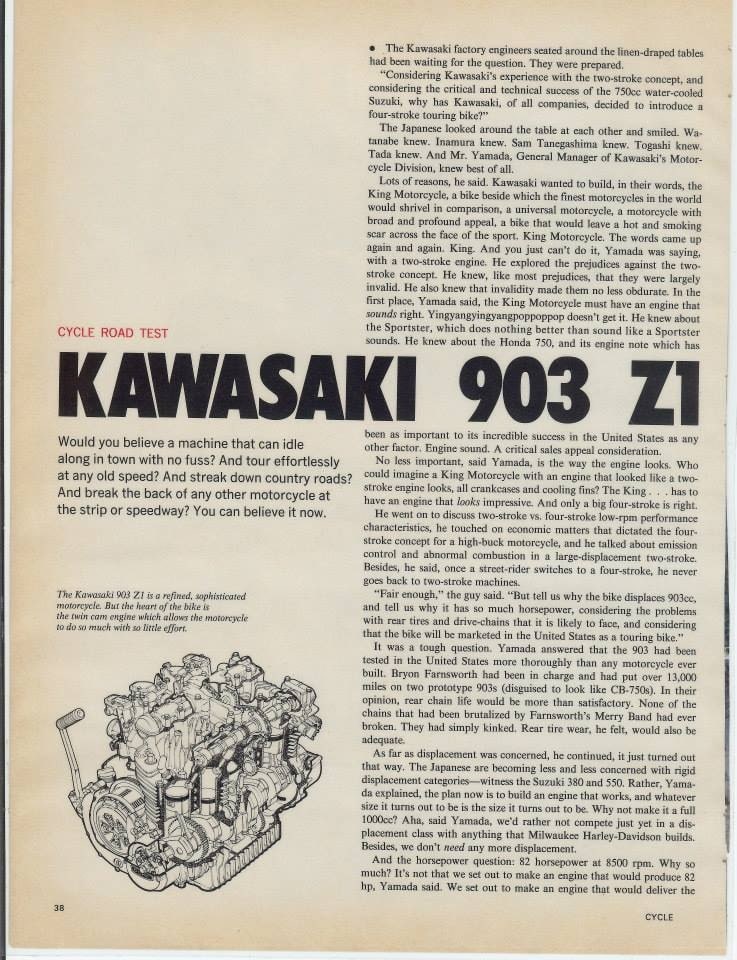 • The Kawasaki factory engineers seated around the linen-draped tables
had been waiting for the question. They were prepared.
“Considering Kawasaki’s experience with the two-stroke concept, and
considering the critical and technical success of the 750cc water-cooled
Suzuki, why has Kawasaki, of all companies, decided to introduce a
four-stroke touring bike?”
The Japanese looked around the table at each other and smiled. Wa-
tanabe knew. Inamura knew. Sam Tanegashima knew. Togashi knew.
Tada knew. And Mr. Yamada, General Manager of Kawasaki’s Motor-
cycle Division, knew best of all.
Lots of reasons, he said. Kawasaki wanted to build, in their words, the
King Motorcycle, a bike beside which the finest motorcycles in the world
would shrivel in comparison, a universal motorcycle, a motorcycle with
broad and profound appeal, a bike that would leave a hot and smoking
scar across the face of the sport. King Motorcycle. The words came up
again and again. King. And you just can’t do it, Yamada was saying,
with a two-stroke engine. He explored the prejudices against the two-
stroke concept. He knew, like most prejudices, that they were largely
invalid. He also knew that invalidity made them no less obdurate. In the
first place, Yamada said, the King Motorcycle must have an engine that
sounds right. Yingyangyingyangpoppoppop doesn’t get it. He knew about
the Sportster, which does nothing better than sound like a Sportster
sounds. He knew about the Honda 750, and its engine note which has
CYCLE ROAD TEST
KAWASAKI 903 Z1
Would you believe a machine that can idle
along in town with no fuss? And tour effortlessly
at any old speed? And streak down country roads?
And break the back of any other motorcycle at
the strip or speedway? You can believe it now.
The Kawasaki 903 Z1 is a refined, sophisticated
motorcycle. But the heart of the bike is
the twin cam engine which allows the motorcycle
to do so much with so little effort.
been as important to its incredible success in the United States as any
other factor. Engine sound. A critical sales appeal consideration.
No less important, said Yamada, is the way the engine looks. Who
could imagine a King Motorcycle with an engine that looked like a two-
stroke engine looks, all crankcases and cooling fins? The King . . . has to
have an engine that looks impressive. And only a big four-stroke is right.
He went on to discuss two-stroke vs. four-stroke low-rpm performance
characteristics, he touched on economic matters that dictated the four-
stroke concept for a high-buck motorcycle, and he talked about emission
control and abnormal combustion in a large-displacement two-stroke.
Besides, he said, once a street-rider switches to a four-stroke, he never
goes back to two-stroke machines.
“Fair enough,” the guy said. “But tell us why the bike displaces 903cc,
and tell us why it has so much horsepower, considering the problems
with rear tires and drive-chains that it is likely to face, and considering
that the bike will be marketed in the United States as a touring bike.”
It was a tough question. Yamada answered that the 903 had been
tested in the United States more thoroughly than any motorcycle ever
built. Bryon Farnsworth had been in charge and had put over 13,000
miles on two prototype 903s (disguised to look like CB-750s). In their
opinion, rear chain life would be more than satisfactory. None of the
chains that had been brutalized by Farnsworth’s Merry Band had ever
broken. They had simply kinked. Rear tire wear, he felt, would also be
adequate.
As far as displacement was concerned, he continued, it just turned out
that way. The Japanese are becoming less and less concerned with rigid
displacement categories—witness the Suzuki 380 and 550. Rather, Yama-
da explained, the plan now is to build an engine that works, and whatever
size it turns out to be is the size it turns out to be. Why not make it a full
1000cc? Aha, said Yamada, we’d rather not compete just yet in a dis-
placement class with anything that Milwaukee Harley-Davidson builds.
Besides, we don’t need any more displacement.
And the horsepower question: 82 horsepower at 8500 rpm. Why so
much? It’s not that we set out to make an engine that would produce 82
hp, Yamada said. We set out to make an engine that would deliver the
38
CYCLE